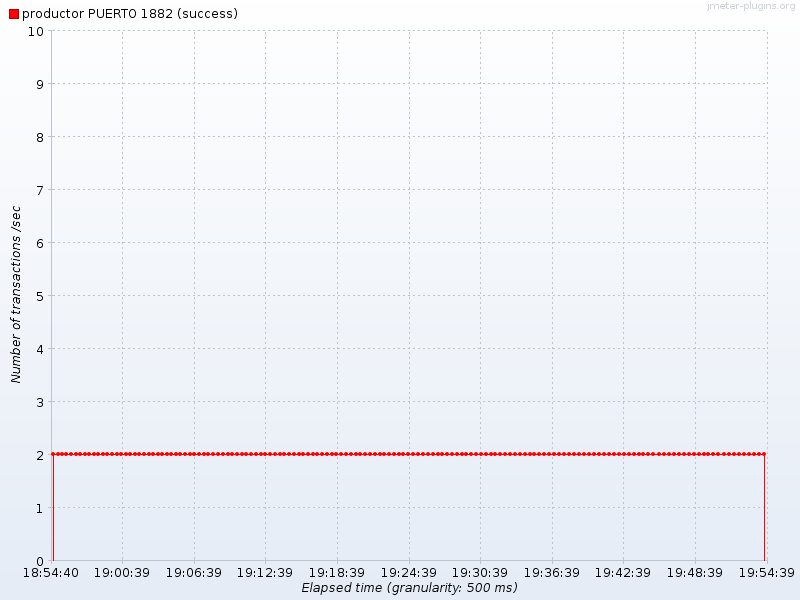 productor PUERTO 1882 (success)
jmeter-plugins.org
10
9
8
7
6
5
4
3
2
1
0
Number of transactions /sec
18:54:40 19:00:39 19:06:39 19:12:39 19:18:39 19:24:39 19:30:39 19:36:39 19:42:39 19:48:39 19:54:39
Elapsed time (granularity: 500 ms)